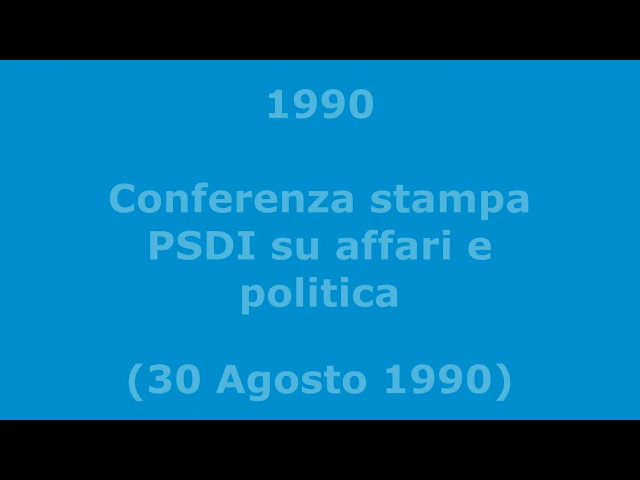 1990
Conferenza stampa
PSDI su affari e
politica
(30 Agosto 1990)